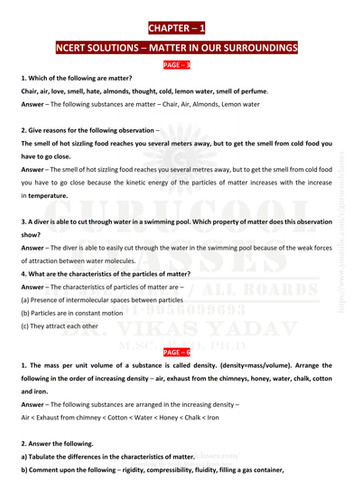 CHAPTER – 1
NCERT SOLUTIONS – MATTER IN OUR SURROUNDINGS
PAGE – 3
1. Which of the following are matter?
Chair, air, love, smell, hate, almonds, thought, cold, lemon water, smell of perfume.
Answer – The following substances are matter – Chair, Air, Almonds, Lemon water
2. Give reasons for the following observation –
The smell of hot sizzling food reaches you several meters away, but to get the smell from cold food you
have to go close.
Answer – The smell of hot sizzling food reaches you several metres away, but to get the smell from cold food
you have to go close because the kinetic energy of the particles of matter increases with the increase
in temperature.
GURUCOOL
3. A diver is able to cut through water in a swimming pool. Which property of matter does this observation
show?
CLASSES
Answer – The diver is able to easily cut through the water in the swimming pool because of the weak forces
of attraction between water molecules.
4. What are the characteristics of the particles of matter?
Answer – The characteristics of particles of matter are –
/ ALL BOARDS
(a) Presence of intermolecular spaces between particles
(b) Particles are in constant motion
91-9956099693
(c) They attract each other
DR. VIKAS YADAV
PAGE – 6
1. The mass per unit volume of a substance is called density. (density=mass/volume). Arrange the
following in the order of increasing density – air, exhaust from the chimneys, honey, water, chalk, cotton
and iron.
Answer – The following substances are arranged in the increasing density –
Air < Exhaust from chimney < Cotton < Water < Honey < Chalk < Iron
2. Answer the following.
a) Tabulate the differences in the characteristics of matter.
b) Comment upon the following – rigidity, compressibility, fluidity, filling a gas container,